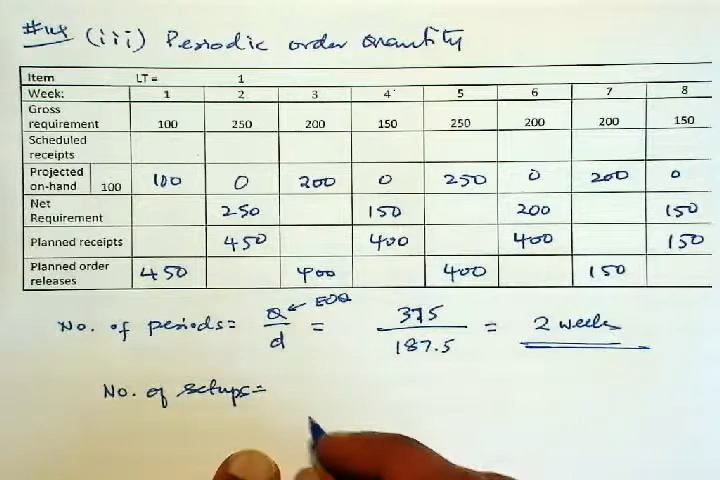 #4 (iii) Periodic order Quantity
Item LT = 1
Week: 1 2 3 4 5 6 7 8
Gross requirement 100 250 200 150 250 200 200 150
Scheduled receipts
Projected on-hand 100 100 0 200 0 250 0 200 0
Net Requirement 250 150 200 150
Planned receipts 450 400 400 150
Planned order releases 450 400 400 150
No. of periods = Q/d ← EOQ = 375/187.5 = 2 weeks
No. of setups =